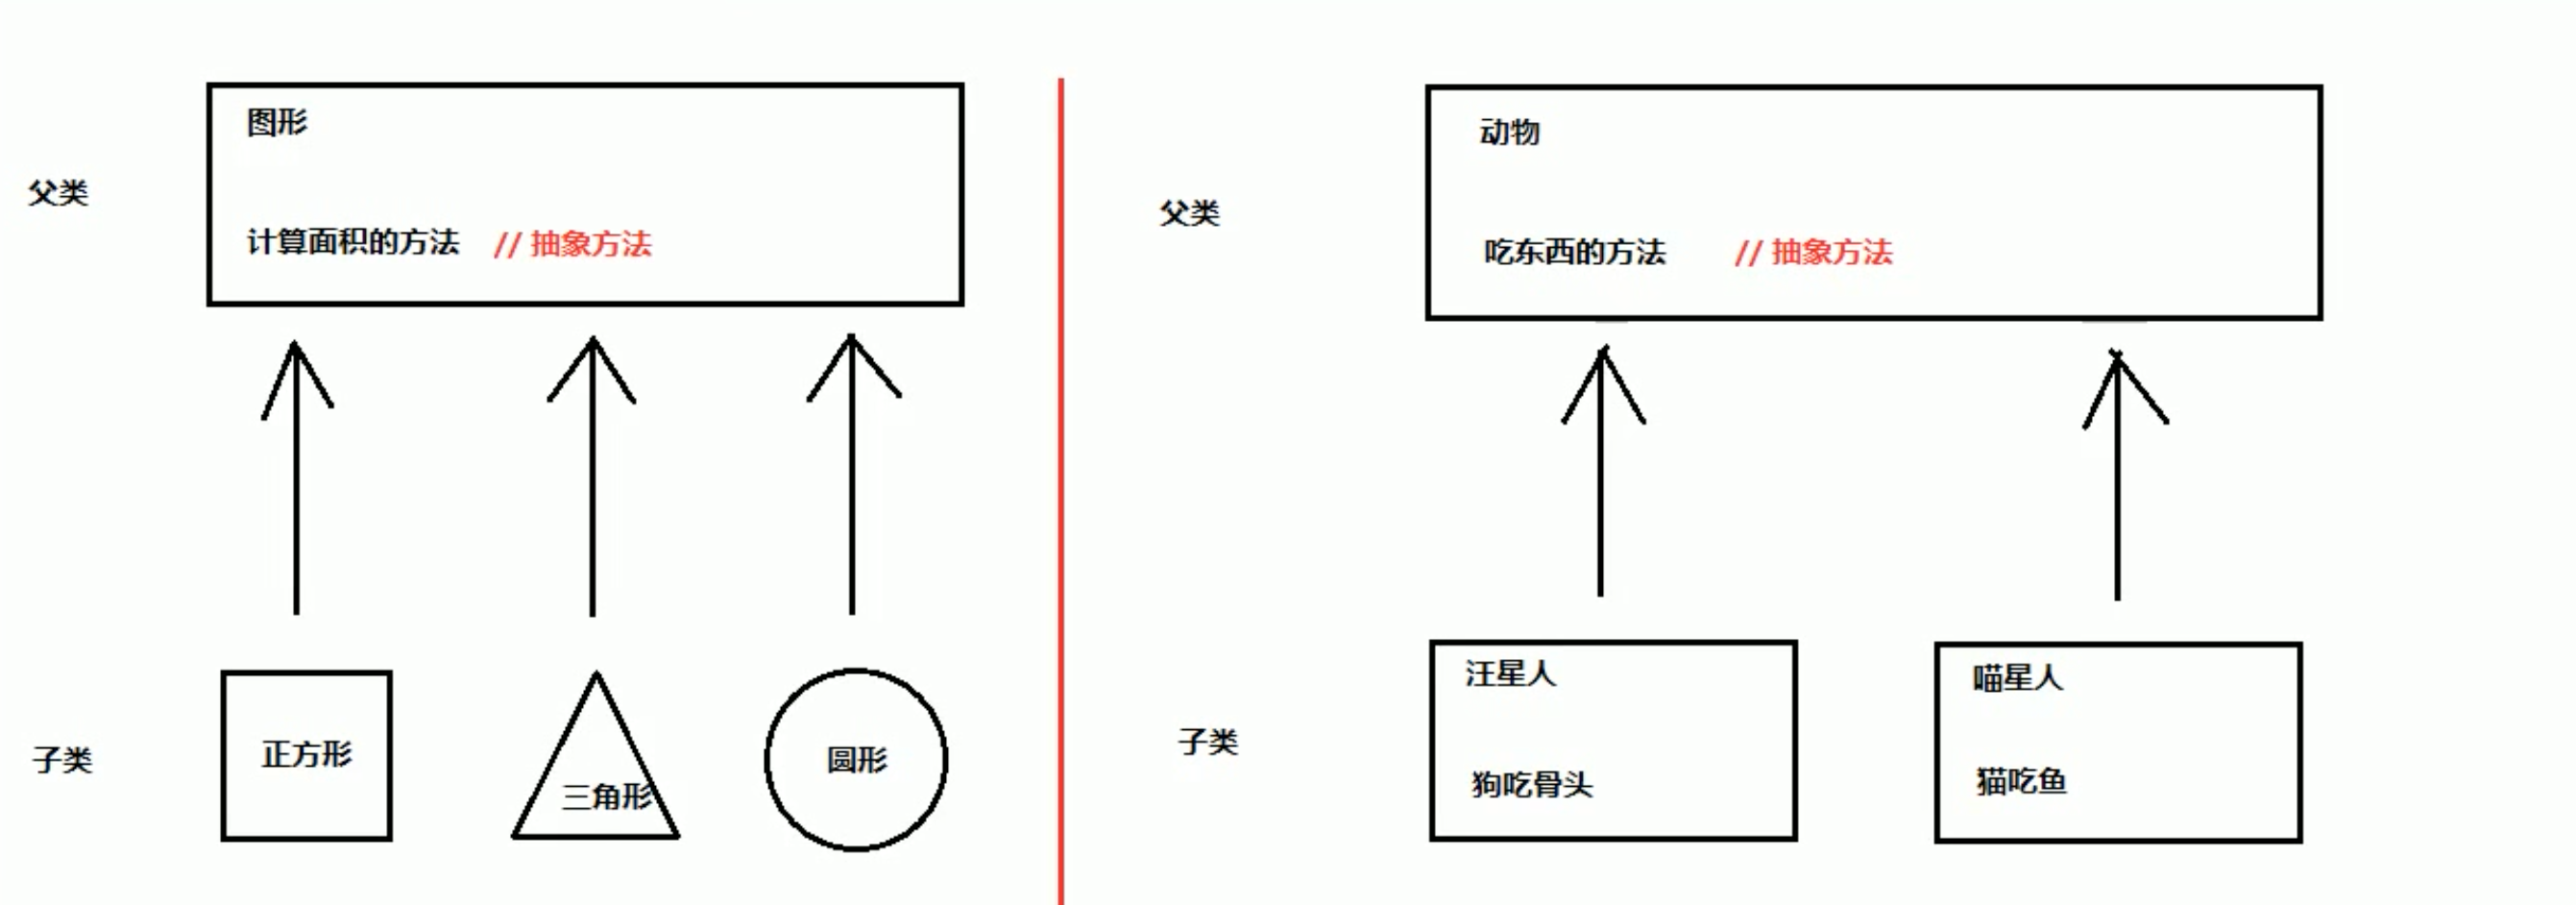 图形
父类
计算面积的方法 // 抽象方法
正方形
三角形
圆形
子类
动物
父类
吃东西的方法 // 抽象方法
汪星人
狗吃骨头
喵星人
猫吃鱼
子类